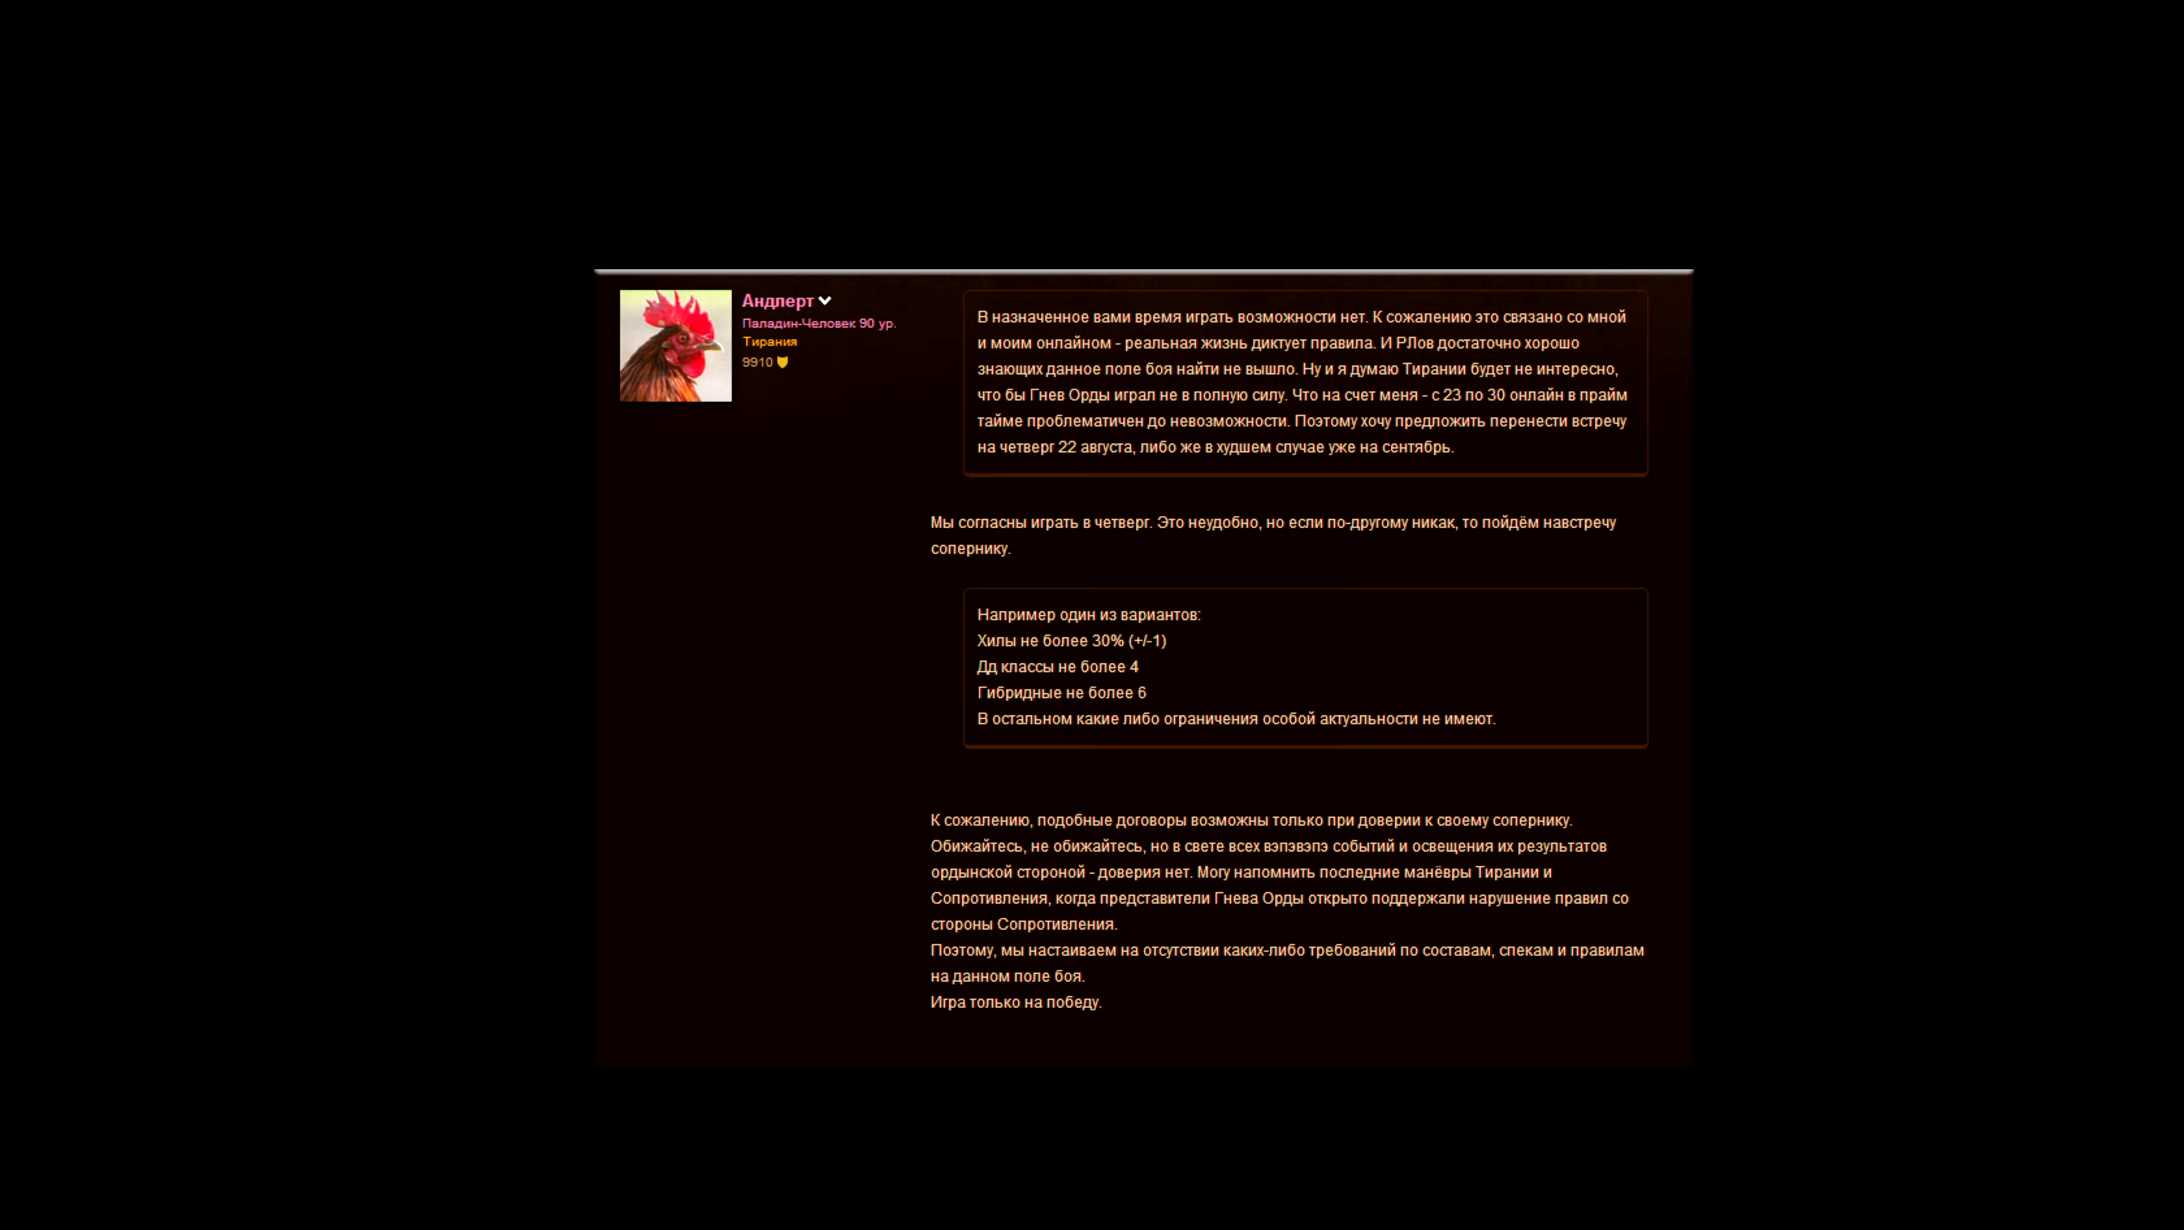 Андперт
Паладин-Человек 90 ур.
Тирания
9910
В назначенное вами время играть возможности нет. К сожалению это связано со мной
и моим онлайном - реальная жизнь диктует правила. И РЛов достаточно хорошо
знающих данное поле боя найти не вышло. Ну и я думаю Тирании будет не интересно,
что бы Гнев Орды играл не в полную силу. Что на счет меня - с 23 по 30 онлайн в прайм
тайме проблематичен до невозможности. Поэтому хочу предложить перенести встречу
на четверг 22 августа, либо же в худшем случае уже на сентябрь.
Мы согласны играть в четверг. Это неудобно, но если по-другому никак, то пойдём навстречу
сопернику.
Например один из вариантов:
Хилы не более 30% (+/-1)
Дд классы не более 4
Гибридные не более 6
В остальном какие либо ограничения особой актуальности не имеют.
К сожалению, подобные договоры возможны только при доверии к своему сопернику.
Обижайтесь, не обижайтесь, но в свете всех вэпэвэпэ событий и освещения их результатов
ордынской стороной - доверия нет. Могу напомнить последние манёвры Тирании и
Сопротивления, когда представители Гнева Орды открыто поддержали нарушение правил со
стороны Сопротивления.
Поэтому, мы настаиваем на отсутствии каких-либо требований по составам, спекам и правилам
на данном поле боя.
Игра только на победу.